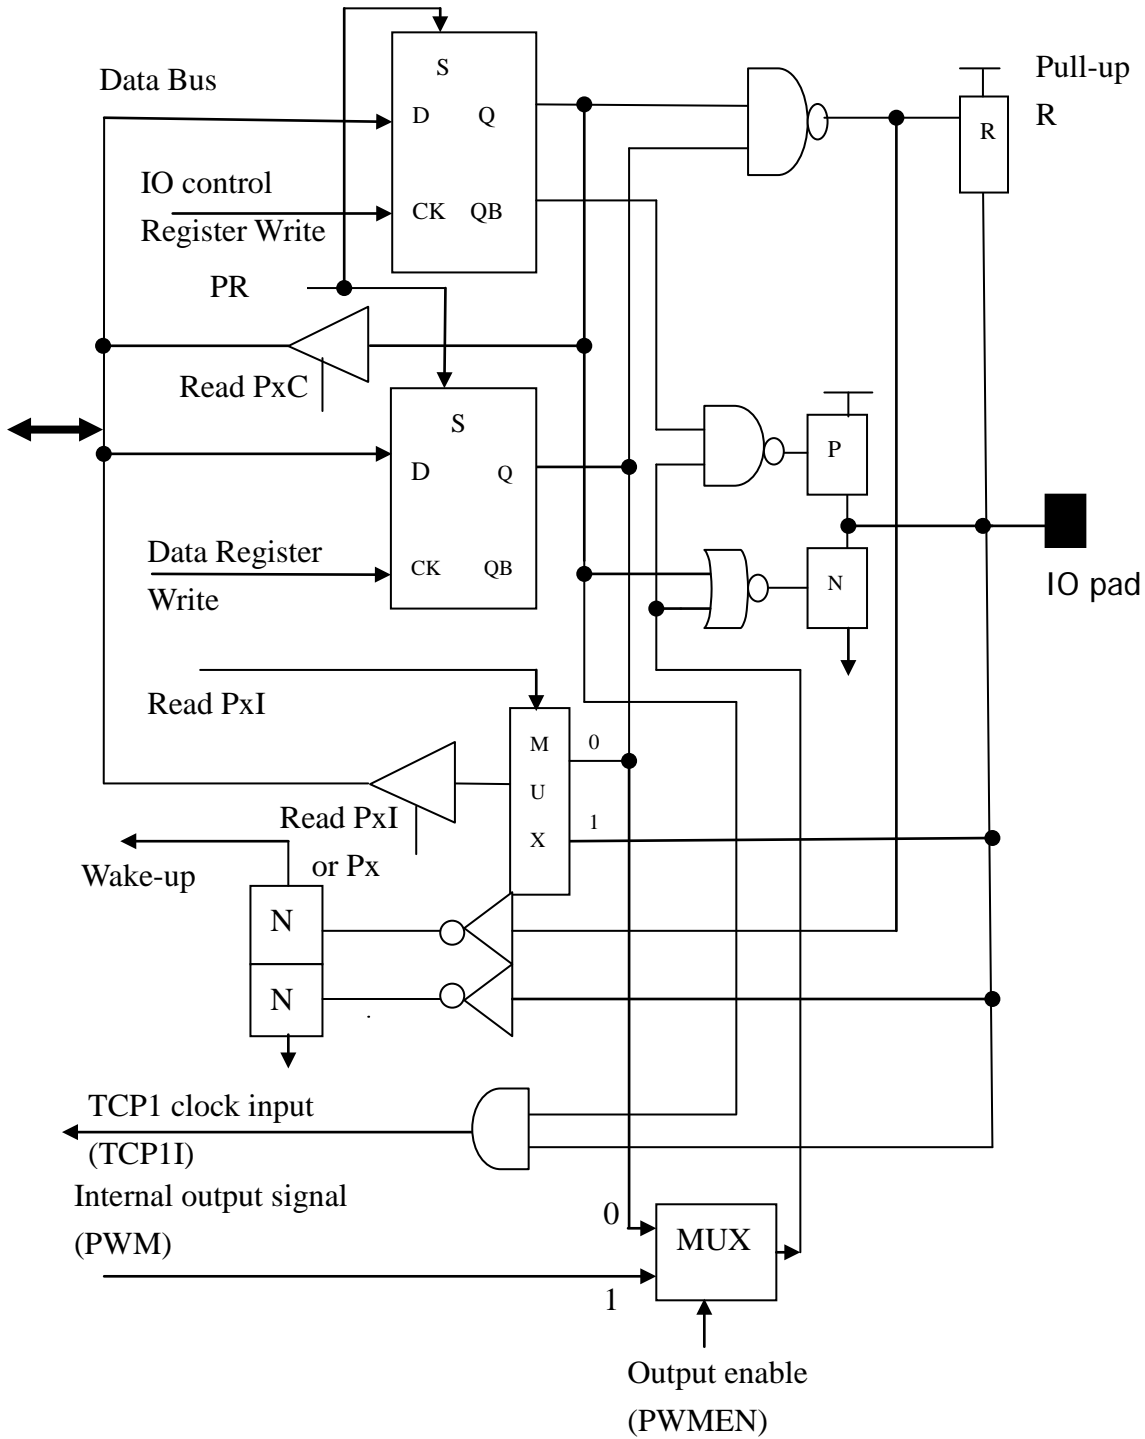 Data Bus
S
D Q
CK QB
IO control
Register Write
PR
Pull-up
R
R
Read PxC
S
D Q
CK QB
Data Register
Write
P
N
IO pad
Read PxI
M
U
X
0
1
Read PxI
or Px
Wake-up
N
N
TCP1 clock input
(TCP1I)
Internal output signal
(PWM)
0
MUX
1
Output enable
(PWMEN)